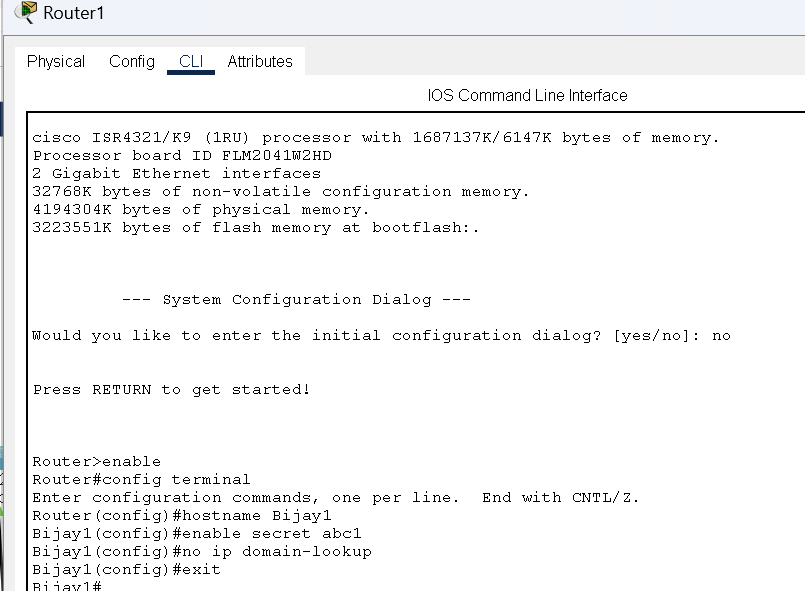 Router1
Physical Config CLI Attributes
IOS Command Line Interface
cisco ISR4321/K9 (1RU) processor with 1687137K/6147K bytes of memory.
Processor board ID FLM2041W2HD
2 Gigabit Ethernet interfaces
32768K bytes of non-volatile configuration memory.
4194304K bytes of physical memory.
3223551K bytes of flash memory at bootflash:.
--- System Configuration Dialog ---
Would you like to enter the initial configuration dialog? [yes/no]: no
Press RETURN to get started!
Router>enable
Router#config terminal
Enter configuration commands, one per line.  End with CNTL/Z.
Router(config)#hostname Bijay1
Bijay1(config)#enable secret abc1
Bijay1(config)#no ip domain-lookup
Bijay1(config)#exit
Bijay1#